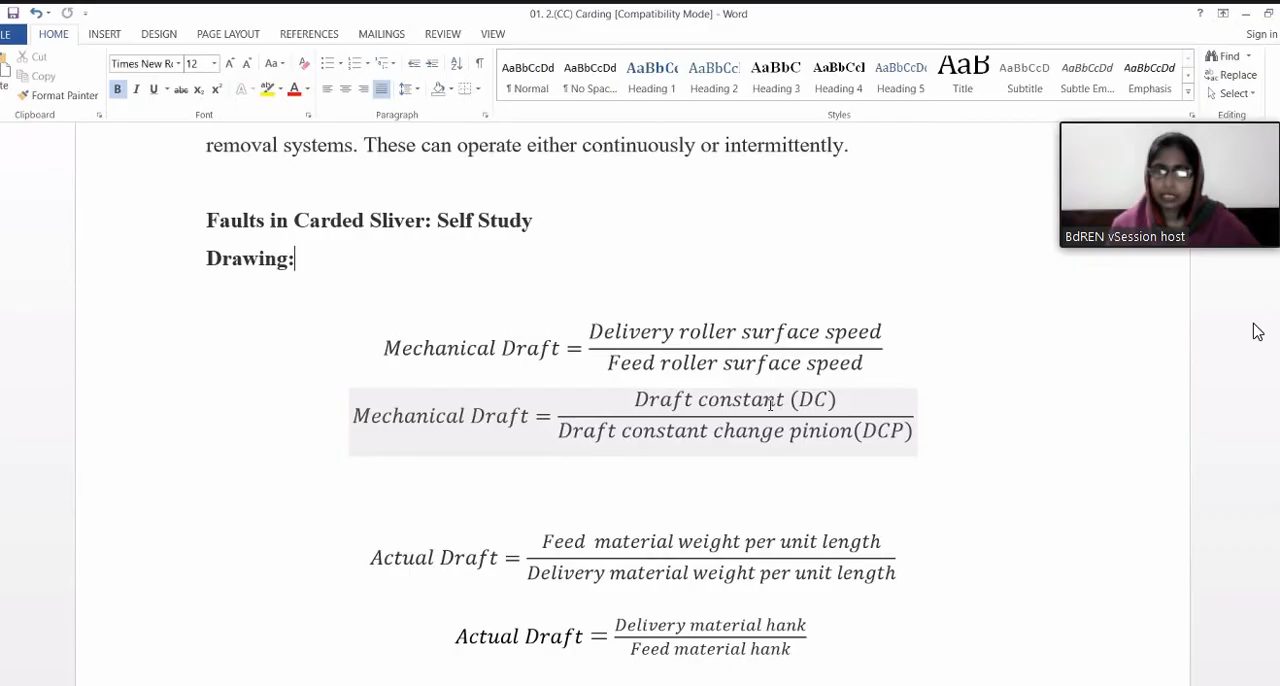 01. 2.(CC) Carding [Compatibility Mode] - Word
?
Sign in
LE HOME INSERT DESIGN PAGE LAYOUT REFERENCES MAILINGS REVIEW VIEW
Cut
Copy
Format Painter
Clipboard
Times New R 12
Aa
B I U abc x₂ x² A A
Font
Paragraph
AaBbCcDd AaBbCcDd AaBbC AaBbCc AaBbC AaBbCcI AaBbCcDd AaB AaBbCcD AaBbCcDd AaBbCcDd
¶ Normal ¶ No Spac... Heading 1 Heading 2 Heading 3 Heading 4 Heading 5 Title Subtitle Subtle Em... Emphasis
Styles
Find
Replace
Select
Editing
removal systems. These can operate either continuously or intermittently.
Faults in Carded Sliver: Self Study
Drawing:
Mechanical Draft = Delivery roller surface speed
Feed roller surface speed
Mechanical Draft = Draft constant (DC)
Draft constant change pinion(DCP)
Actual Draft = Feed material weight per unit length
Delivery material weight per unit length
Actual Draft = Delivery material hank
Feed material hank
BdREN vSession host